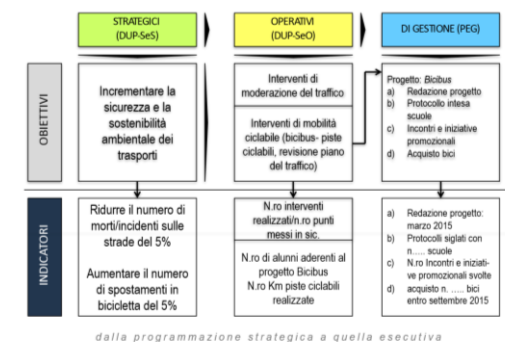 STRATEGICI
(DUP-SeS)
OPERATIVI
(DUP-SeO)
DI GESTIONE (PEG)
OBIETTIVI
Incrementare la
sicurezza e la
sostenibilità
ambientale dei
trasporti
Interventi di
moderazione del traffico
Interventi di mobilità
ciclabile (bicibus- piste
ciclabili, revisione piano
del traffico)
Progetto: Bicibus
a) Redazione progetto
b) Protocollo intesa
scuole
c) Incontri e iniziative
promozionali
d) Acquisto bici
INDICATORI
Ridurre il numero di
morti/incidenti sulle
strade del 5%
Aumentare il numero
di spostamenti in
bicicletta del 5%
N.ro interventi
realizzati/n.ro punti
messi in sic.
N.ro di alunni aderenti al
progetto Bicibus
N.ro Km piste ciclabili
realizzate
a) Redazione progetto:
marzo 2015
b) Protocolli siglati con
n..... scuole
c) N.ro Incontri e iniziati-
ve promozionali svolte
d) acquisto n. ..... bici
entro settembre 2015
dalla programmazione strategica a quella esecutiva